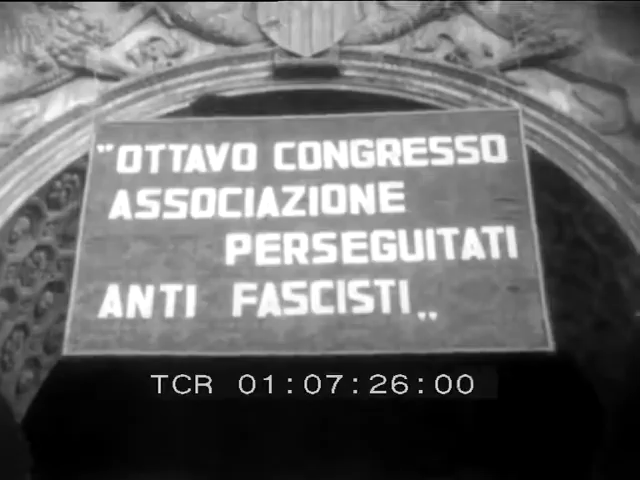 "OTTAVO CONGRESSO
ASSOCIAZIONE
PERSEGUITATI
ANTI FASCISTI„
TCR 01:07:26:00